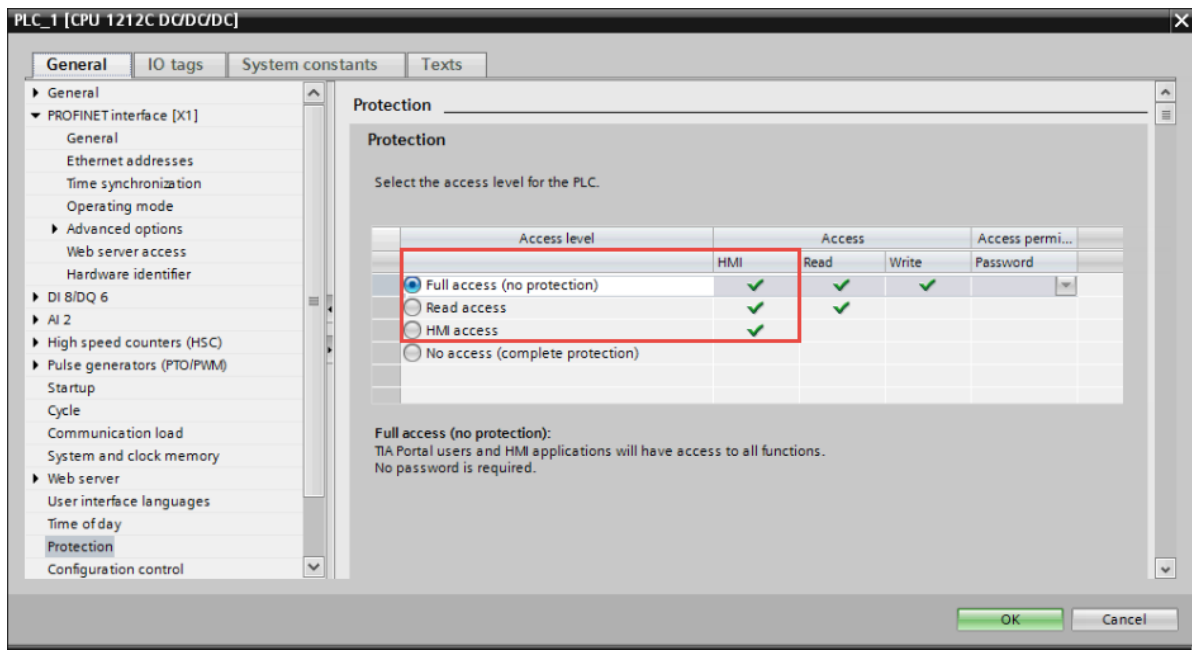 PLC_1 [CPU 1212C DC/DC/DC]
General IO tags System constants Texts
General
PROFINET interface [X1]
General
Ethernet addresses
Time synchronization
Operating mode
Advanced options
Web server access
Hardware identifier
DI 8/DQ 6
AI 2
High speed counters (HSC)
Pulse generators (PTO/PWM)
Startup
Cycle
Communication load
System and clock memory
Web server
User interface languages
Time of day
Protection
Configuration control
Protection
Protection
Select the access level for the PLC.
Access level Access Access permi...
HMI Read Write Password
Full access (no protection)
Read access
HMI access
No access (complete protection)
Full access (no protection):
TIA Portal users and HMI applications will have access to all functions.
No password is required.
OK Cancel